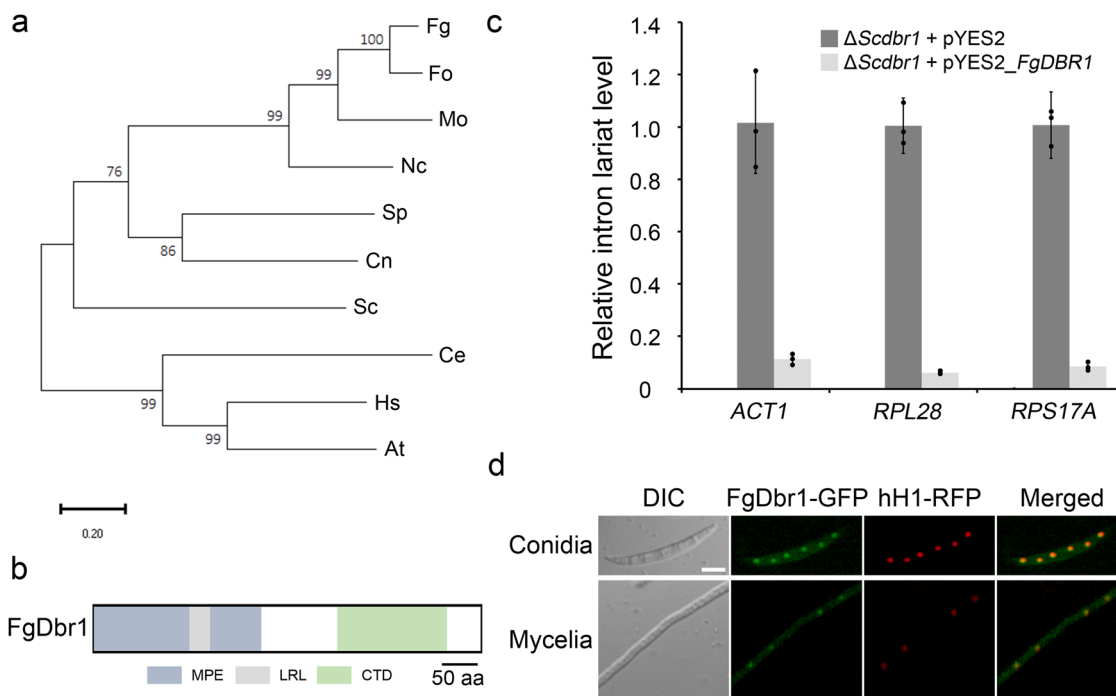 a
Fg
100
Fo
99
Mo
99
Nc
76
Sp
86
Cn
Sc
Ce
99
Hs
99
At
0.20
b
FgDbr1
MPE LRL CTD
50 aa
c
Relative intron lariat level
1.4
1.2
1.0
0.8
0.6
0.4
0.2
0
ΔScdbr1 + pYES2
ΔScdbr1 + pYES2_FgDBR1
ACT1 RPL28 RPS17A
d
DIC FgDbr1-GFP hH1-RFP Merged
Conidia
Mycelia